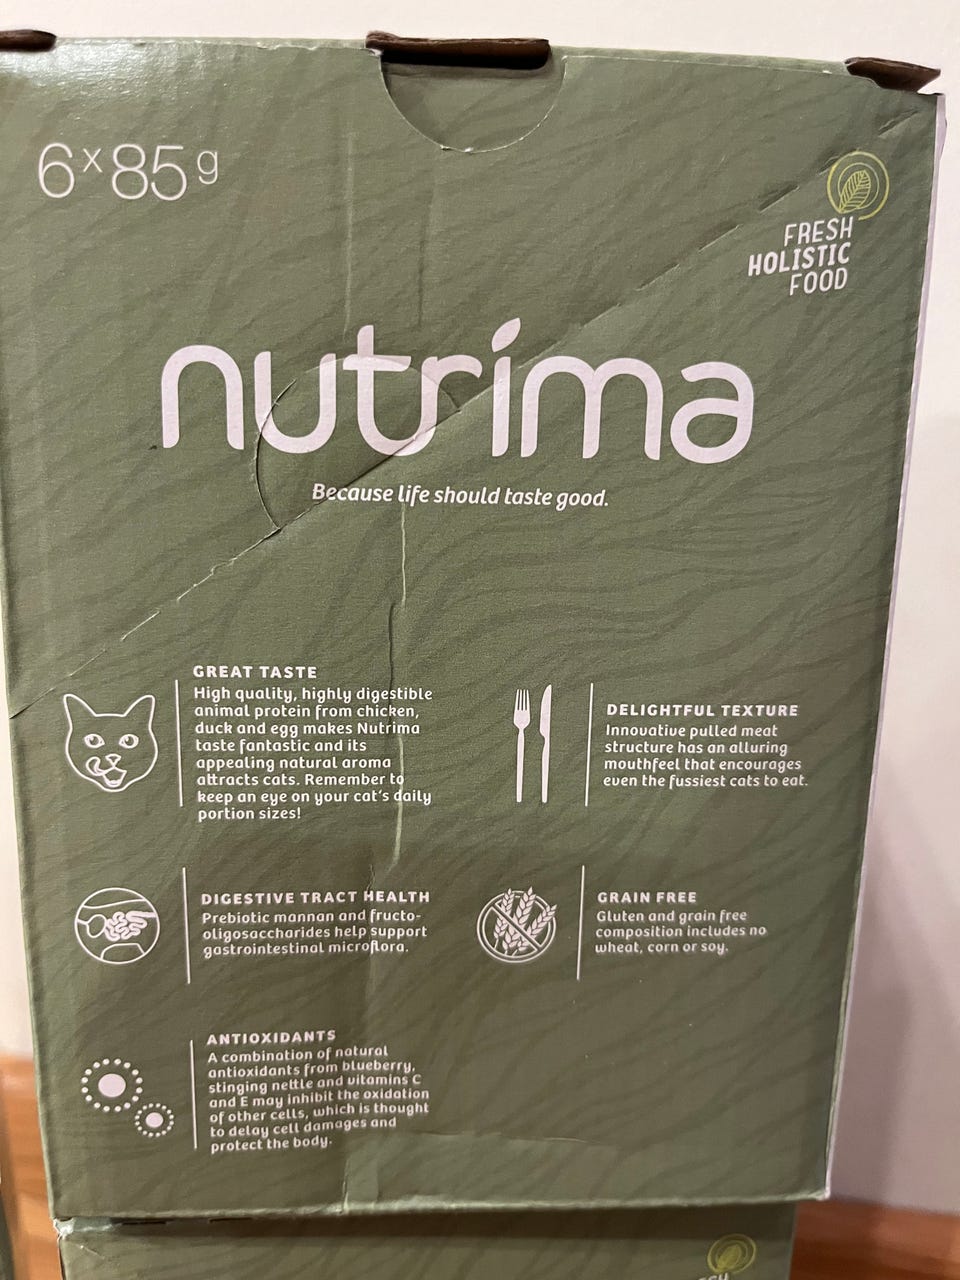 6x85g
FRESH
HOLISTIC
FOOD
nutrima
Because life should taste good.
GREAT TASTE
High quality, highly digestible
animal protein from chicken,
duck and egg makes Nutrima
taste fantastic and its
appealing natural aroma
attracts cats. Remember to
keep an eye on your cat's daily
portion sizes!
DELIGHTFUL TEXTURE
Innovative pulled meat
structure has an alluring
mouthfeel that encourages
even the fussiest cats to eat.
DIGESTIVE TRACT HEALTH
Prebiotic mannan and fructo-
oligosaccharides help support
gastrointestinal microflora.
GRAIN FREE
Gluten and grain free
composition includes no
wheat, corn or soy.
ANTIOXIDANTS
A combination of natural
antioxidants from blueberry,
stinging nettle and vitamins C
and E may inhibit the oxidation
of other cells, which is thought
to delay cell damages and
protect the body.